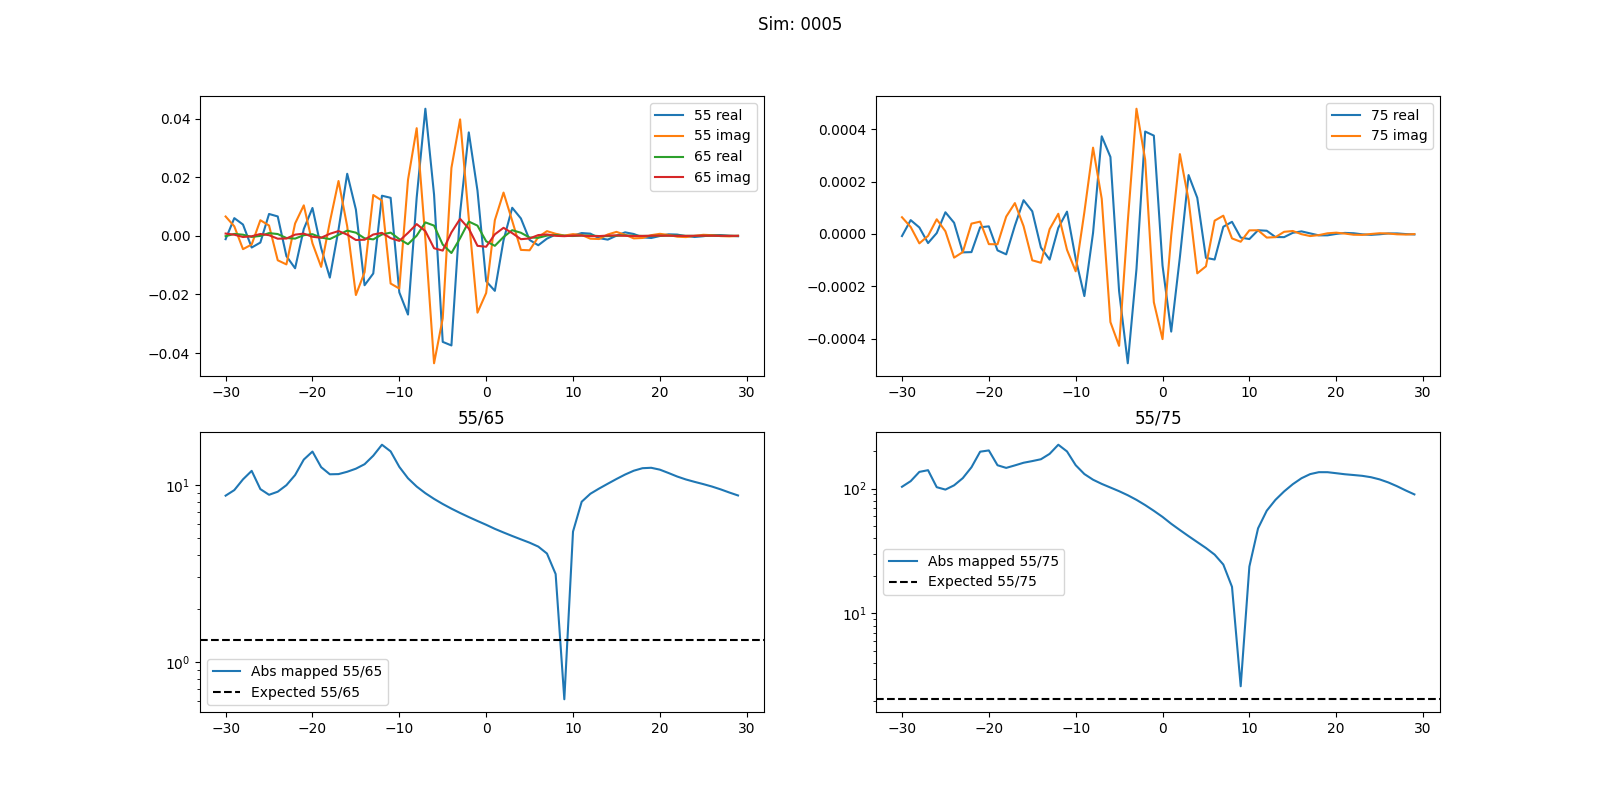 Sim: 0005
0.04
0.02
0.00
−0.02
−0.04
−30 −20 −10 0 10 20 30
55 real
55 imag
65 real
65 imag
0.0004
0.0002
0.0000
−0.0002
−0.0004
−30 −20 −10 0 10 20 30
75 real
75 imag
55/65
10¹
10⁰
−30 −20 −10 0 10 20 30
Abs mapped 55/65
Expected 55/65
55/75
10²
10¹
−30 −20 −10 0 10 20 30
Abs mapped 55/75
Expected 55/75